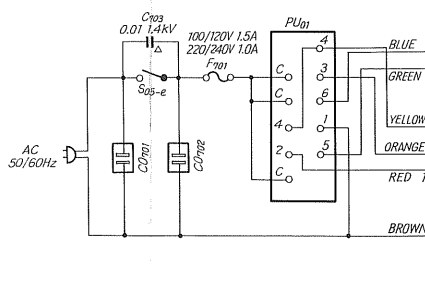 C703
0.01 1.4kV
△
S05-e
100/120V 1.5A
220/240V 1.0A
F701
PU01
4
C
3
C
6
4
1
2
5
C
BLUE
GREEN
YELLOW
ORANGE
RED
BROWN
AC
50/60Hz
CO701
CO702